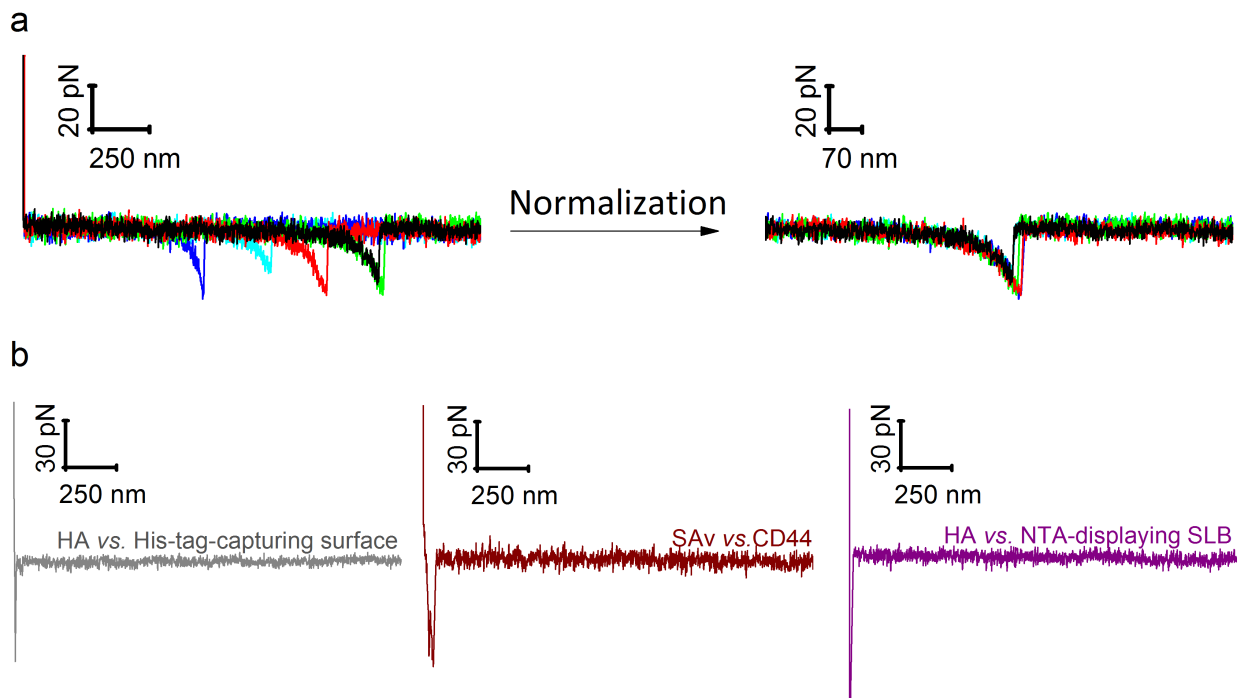 a
20 pN
250 nm
Normalization
20 pN
70 nm
b
30 pN
250 nm
HA vs. His-tag-capturing surface
30 pN
250 nm
SAv vs.CD44
30 pN
250 nm
HA vs. NTA-displaying SLB